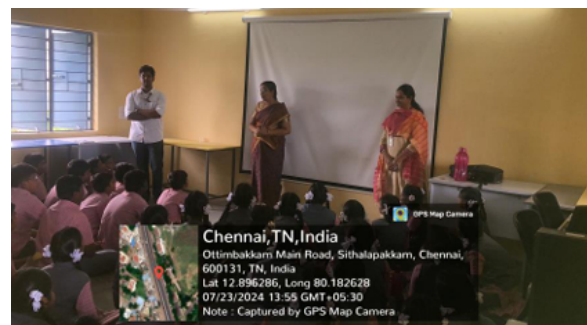 GPS Map Camera
Chennai,TN,India
Ottimbakkam Main Road, Sithalapakkam, Chennai,
600131, TN, India
Lat 12.896286, Long 80.182628
07/23/2024 13:55 GMT+05:30
Note : Captured by GPS Map Camera